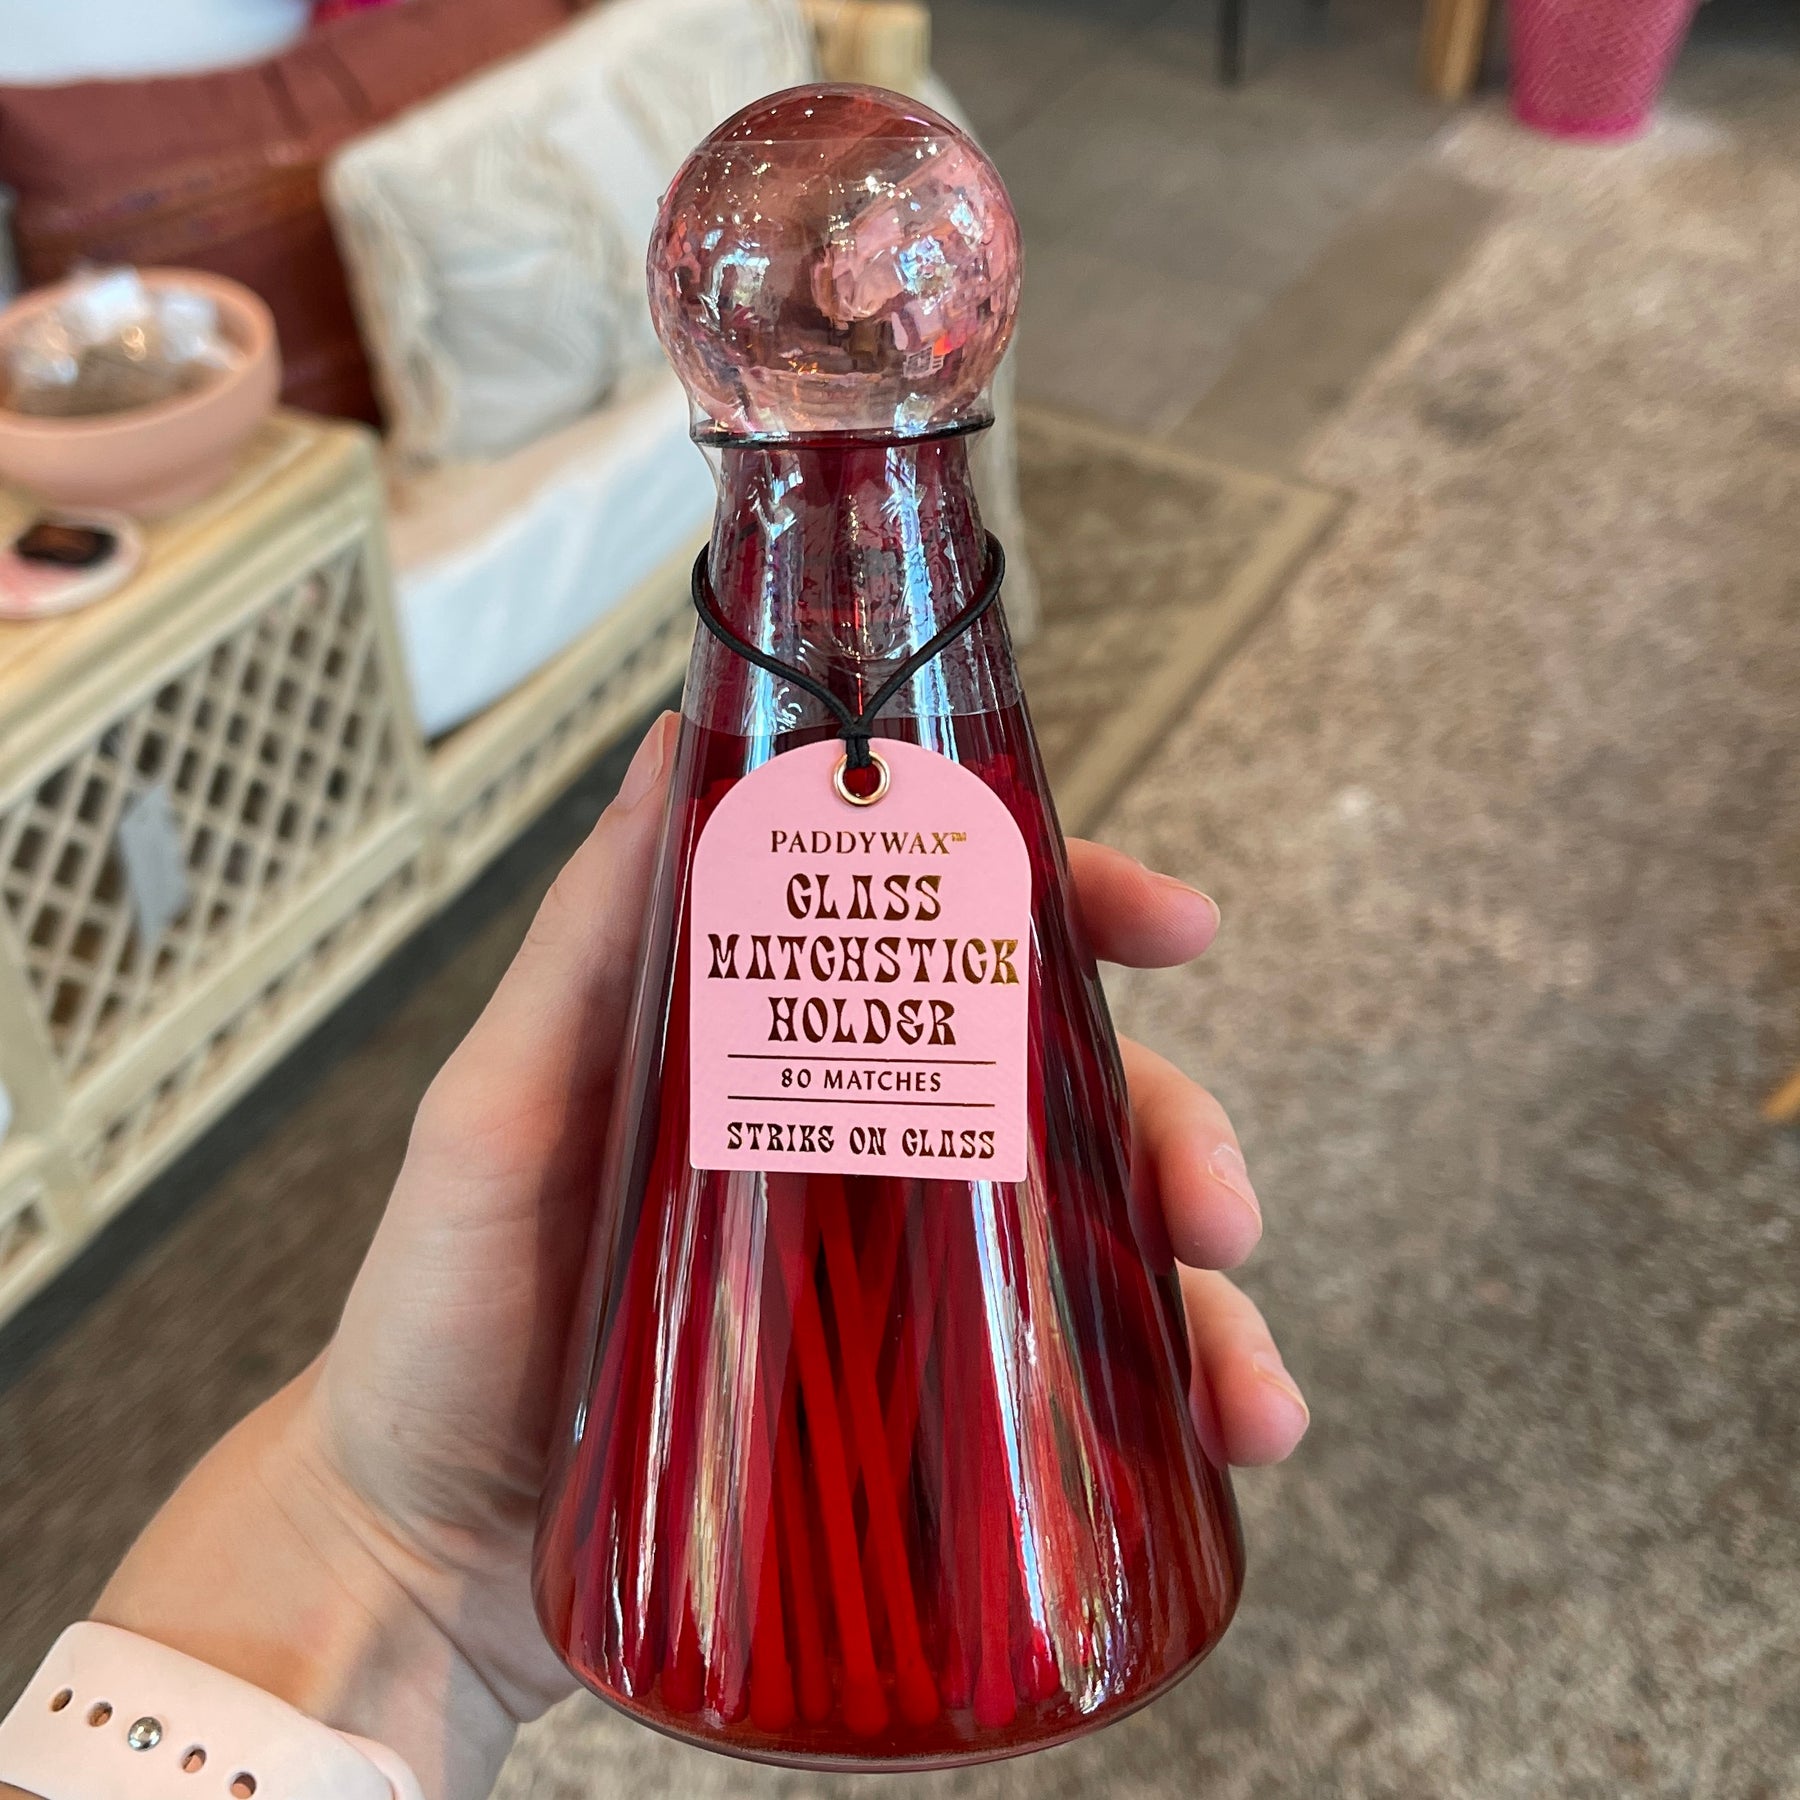 PADDYWAX™
GLASS
MATCHSTICK
HOLDER
80 MATCHES
STRIKE ON GLASS